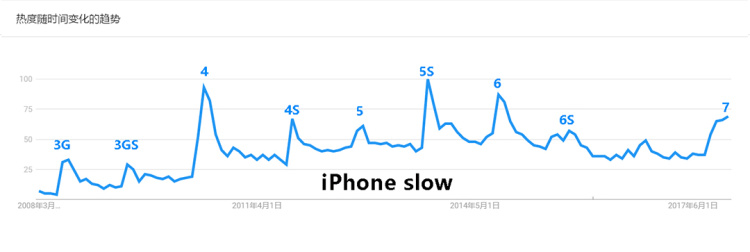 热度随时间变化的趋势
100
75
50
25
3G
3GS
4
4S
5
5S
6
6S
7
iPhone slow
2008年3月...
2011年4月1日
2014年5月1日
2017年6月1日